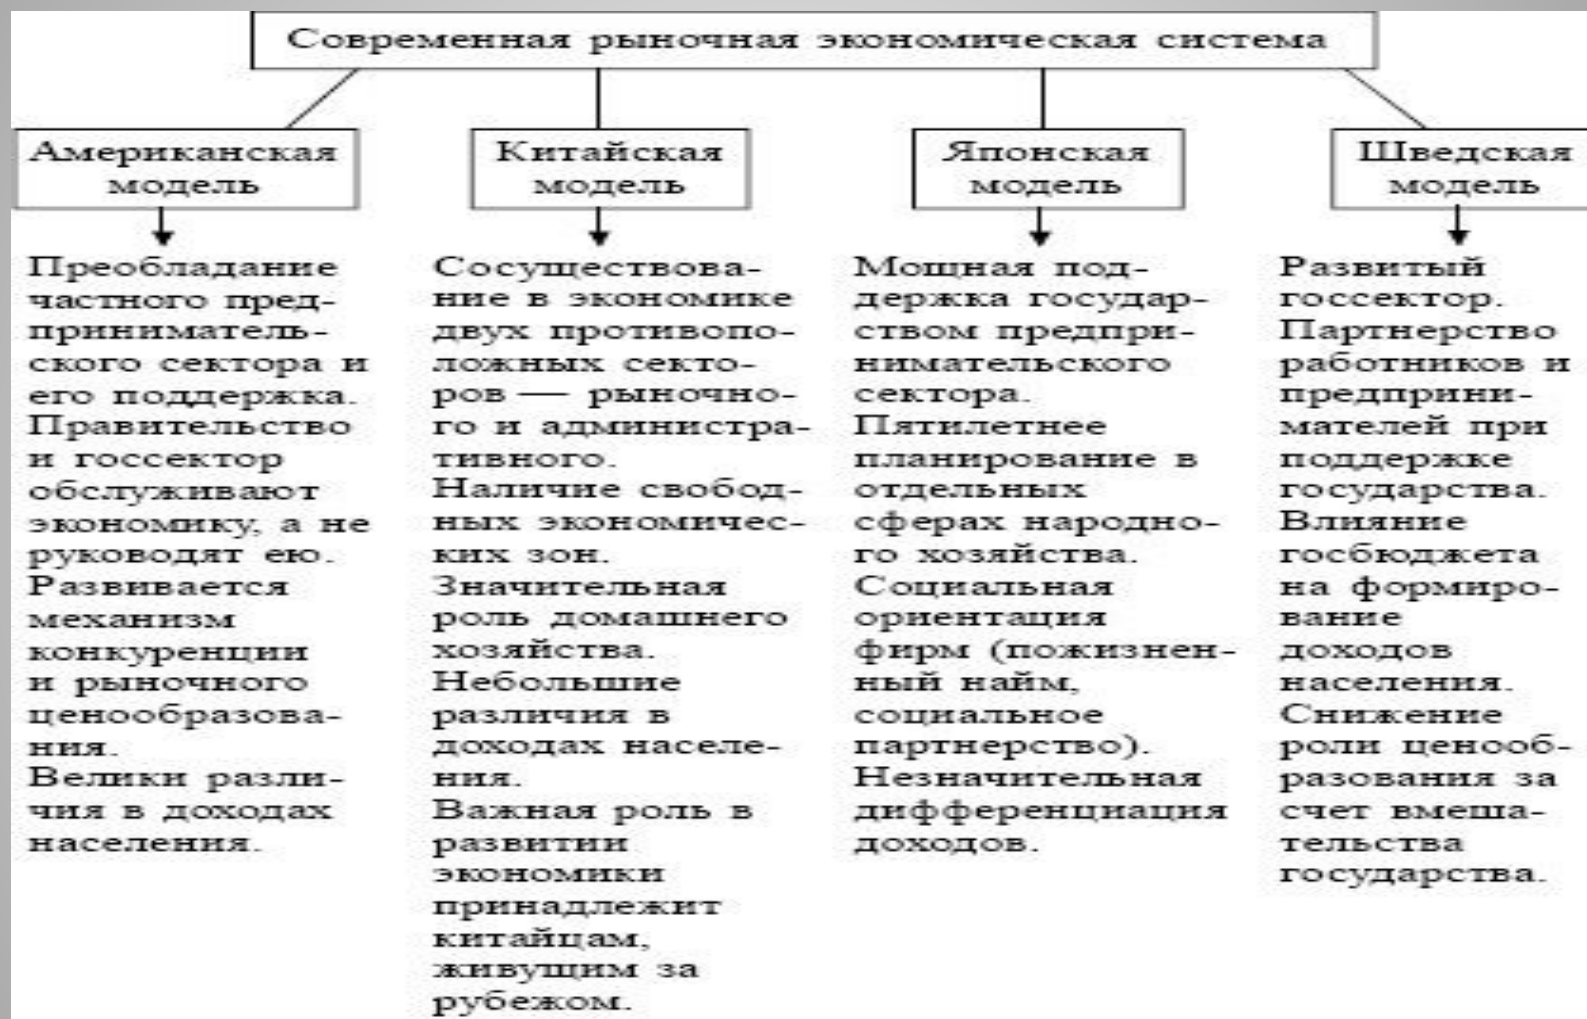 Современная рыночная экономическая система
Американская
модель
Китайская
модель
Японская
модель
Шведская
модель
Преобладание
частного пред-
приниматель-
ского сектора и
его поддержка.
Правительство
и госсектор
обслуживают
экономику, а не
руководят ею.
Развивается
механизм
конкуренции
и рыночного
ценообразова-
ния.
Велики разли-
чия в доходах
населения.
Сосуществова-
ние в экономике
двух противопо-
ложных секто-
ров — рыночно-
го и администра-
тивного.
Наличие свобод-
ных экономичес-
ких зон.
Значительная
роль домашнего
хозяйства.
Небольшие
различия в
доходах населе-
ния.
Важная роль в
развитии
экономики
принадлежит
китайцам,
живущим за
рубежом.
Мощная под-
держка государ-
ством предпри-
нимательского
сектора.
Пятилетнее
планирование в
отдельных
сферах народно-
го хозяйства.
Социальная
ориентация
фирм (пожизнен-
ный найм,
социальное
партнерство).
Незначительная
дифференциация
доходов.
Развитый
госсектор.
Партнерство
работников и
предприни-
мателей при
поддержке
государства.
Влияние
госбюджета
на формиро-
вание
доходов
населения.
Снижение
роли ценооб-
разования за
счет вмеша-
тельства
государства.